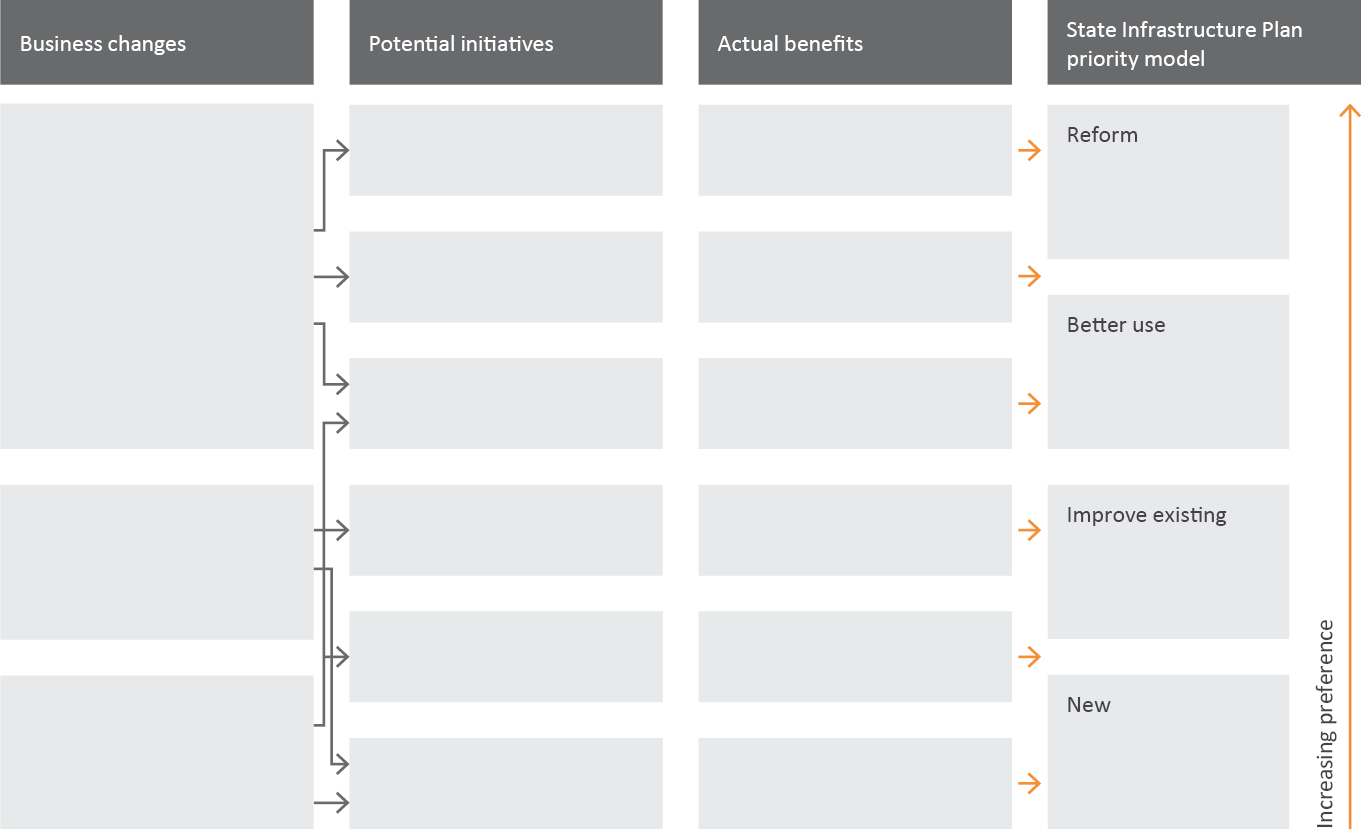 Business changes
Potential initiatives
Actual benefits
State Infrastructure Plan
priority model
Reform
Better use
Improve existing
New
Increasing preference